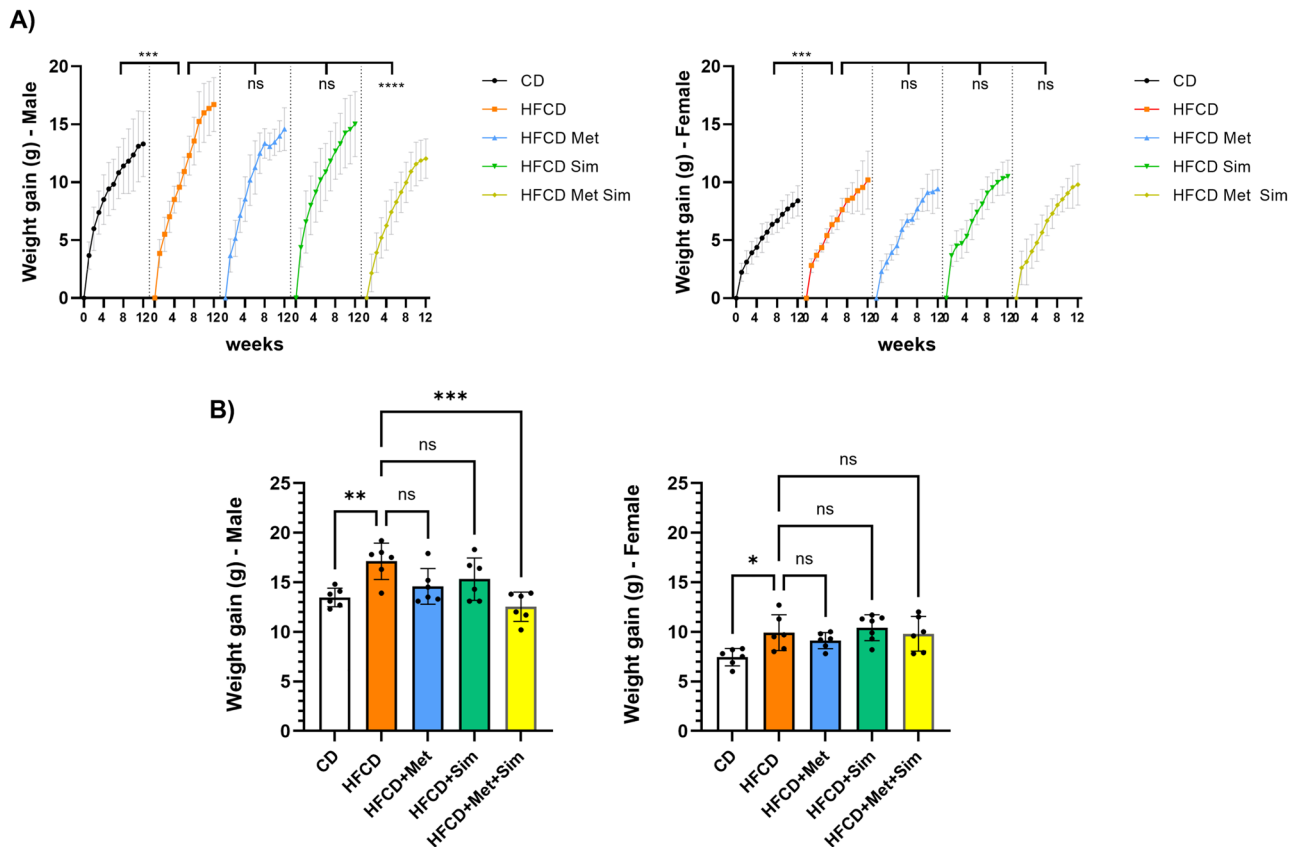 A)
Weight gain (g) - Male
20
15
10
5
0
***
ns
ns
****
0 4 8 12 0 4 8 12 0 4 8 12 0 4 8 12 0 4 8 12
weeks
CD
HFCD
HFCD Met
HFCD Sim
HFCD Met Sim
Weight gain (g) - Female
20
15
10
5
0
***
ns
ns
ns
0 4 8 12 0 4 8 12 0 4 8 12 0 4 8 12 0 4 8 12
weeks
CD
HFCD
HFCD Met
HFCD Sim
HFCD Met Sim
B)
Weight gain (g) - Male
25
20
15
10
5
0
***
ns
** ns
CD
HFCD
HFCD+Met
HFCD+Sim
HFCD+Met+Sim
Weight gain (g) - Female
25
20
15
10
5
0
ns
ns
* ns
CD
HFCD
HFCD+Met
HFCD+Sim
HFCD+Met+Sim